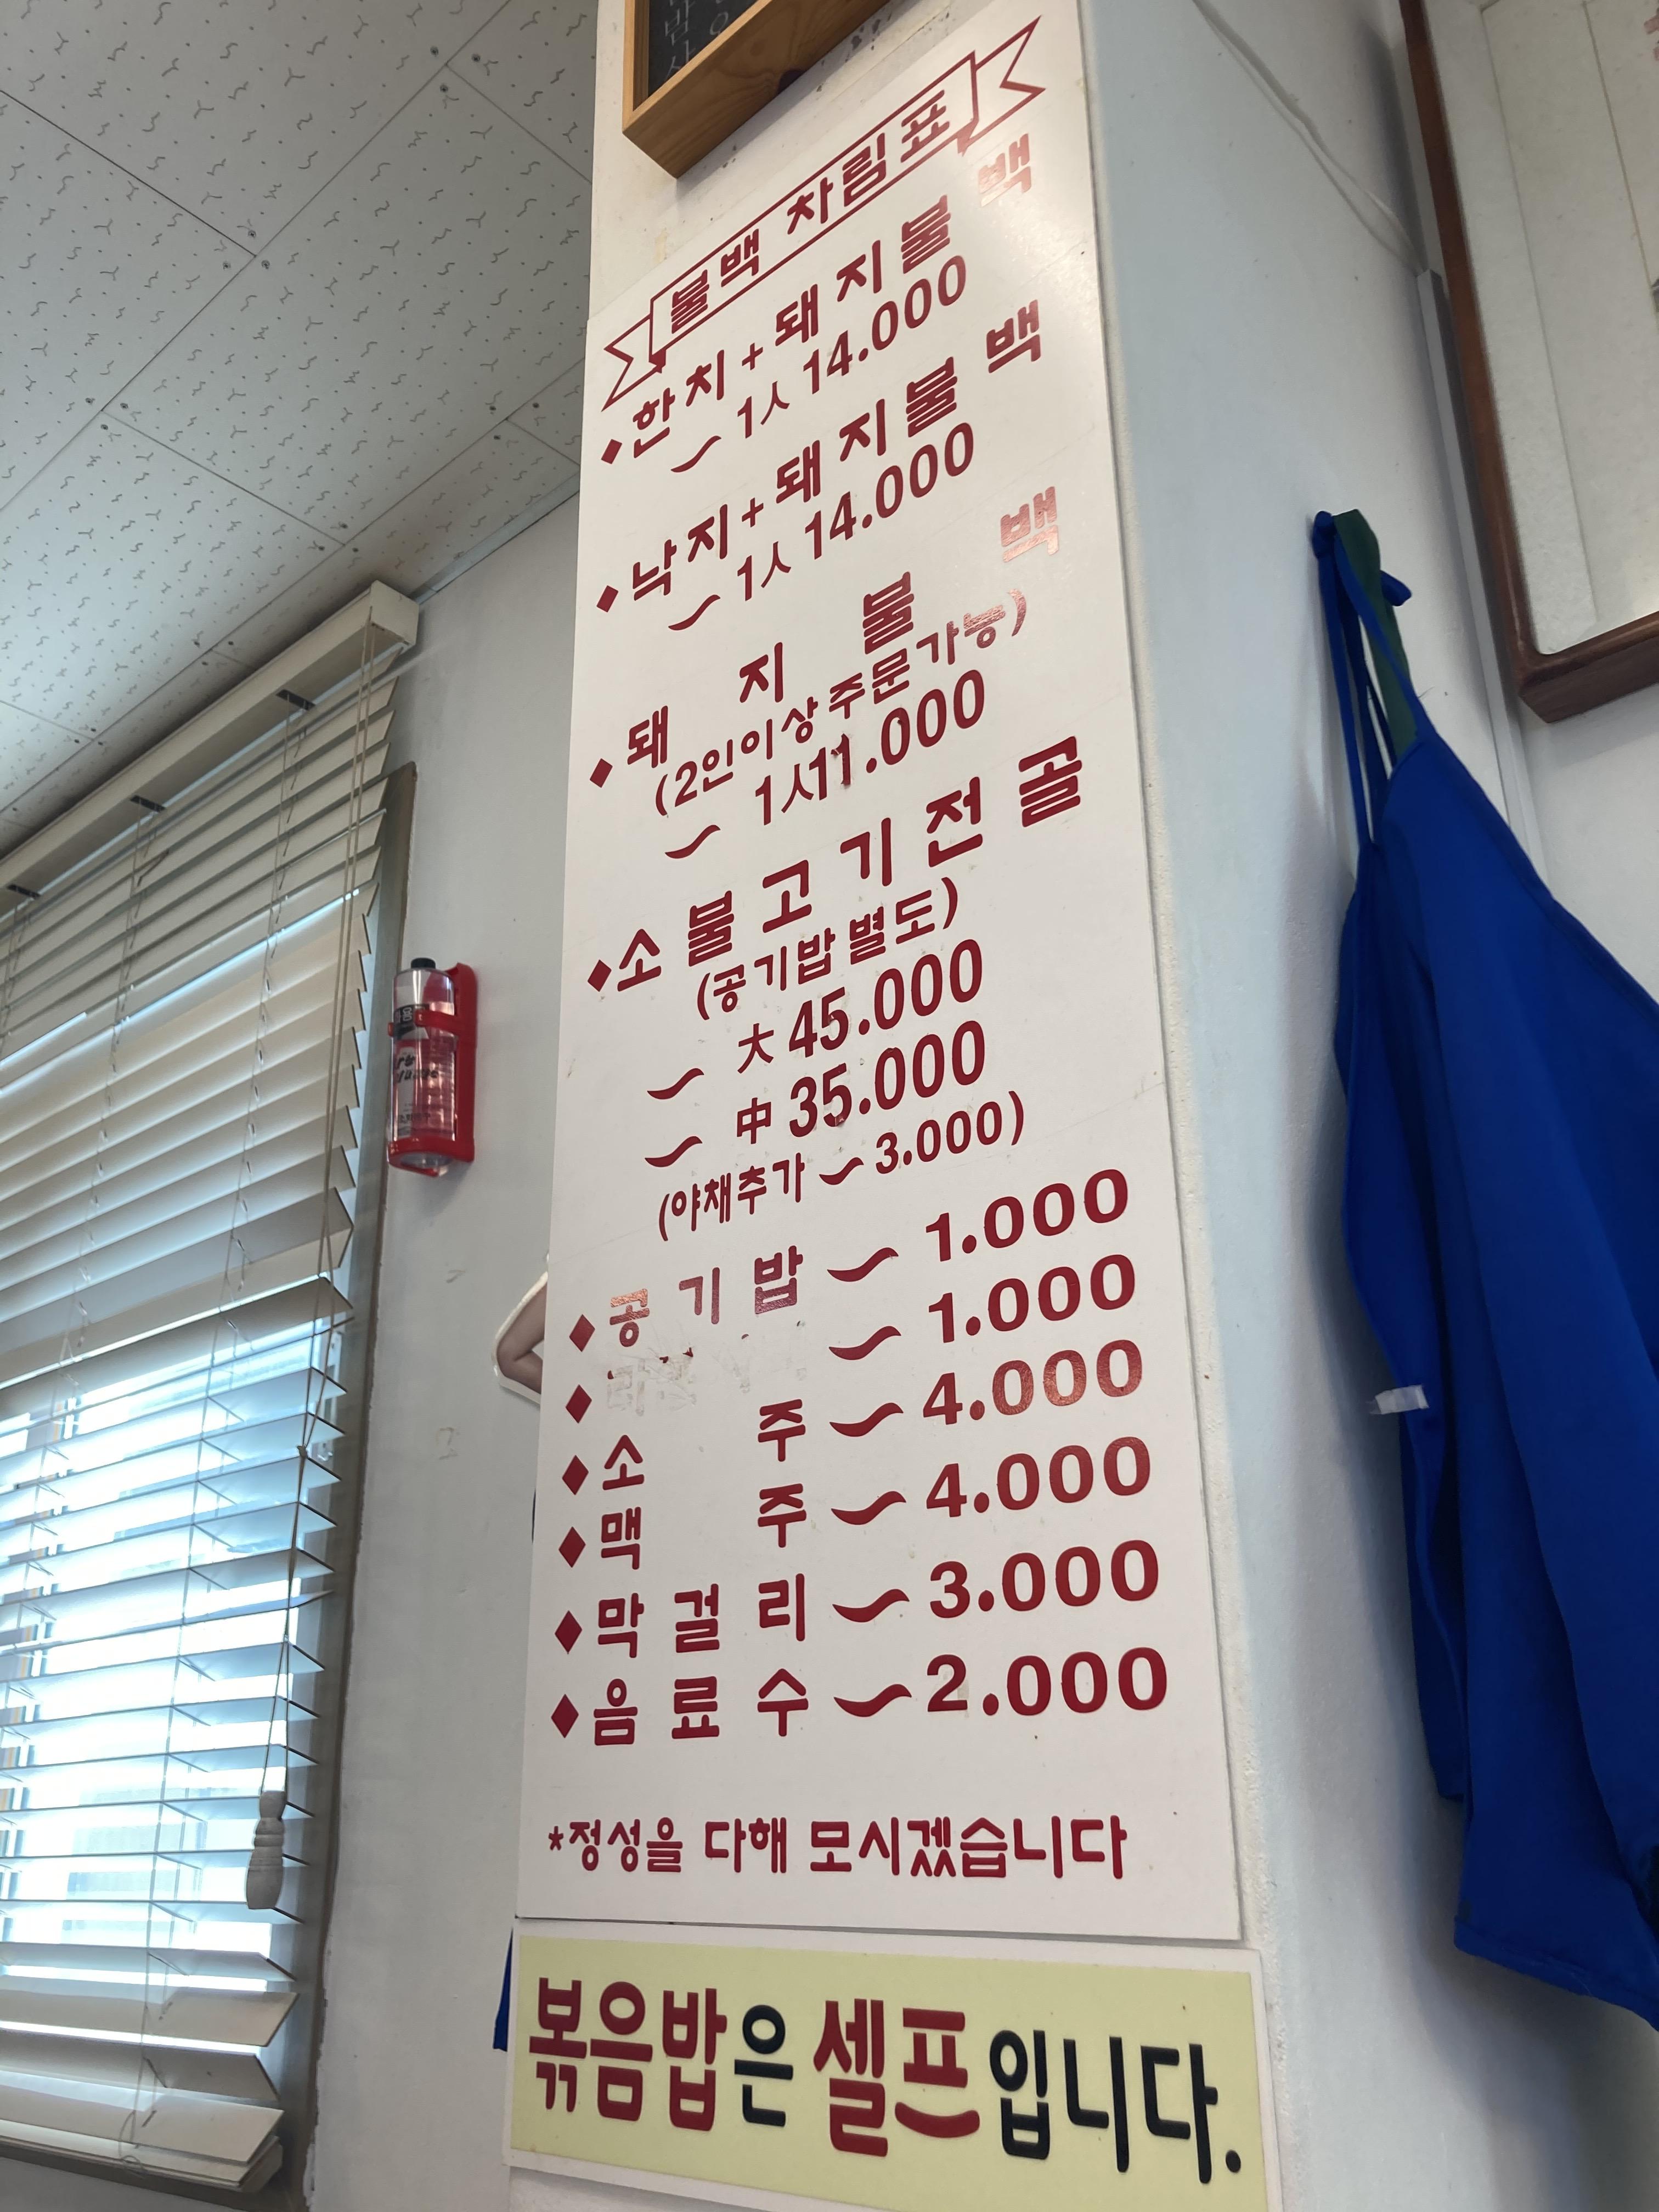 불백 차림표
◆한치+돼지불백
~ 1人 14.000
◆낙지+돼지불백
~ 1人 14.000
◆돼지불백
(2인이상주문가능)
~ 1人 11.000
◆소불고기전골
(공기밥 별도)
~ 大 45.000
~ 中 35.000
(야채추가 ~ 3.000)
◆공기밥 ~ 1.000
◆ ~ 1.000
◆소주 ~ 4.000
◆맥주 ~ 4.000
◆막걸리 ~ 3.000
◆음료수 ~ 2.000
*정성을 다해 모시겠습니다
볶음밥은 셀프입니다.